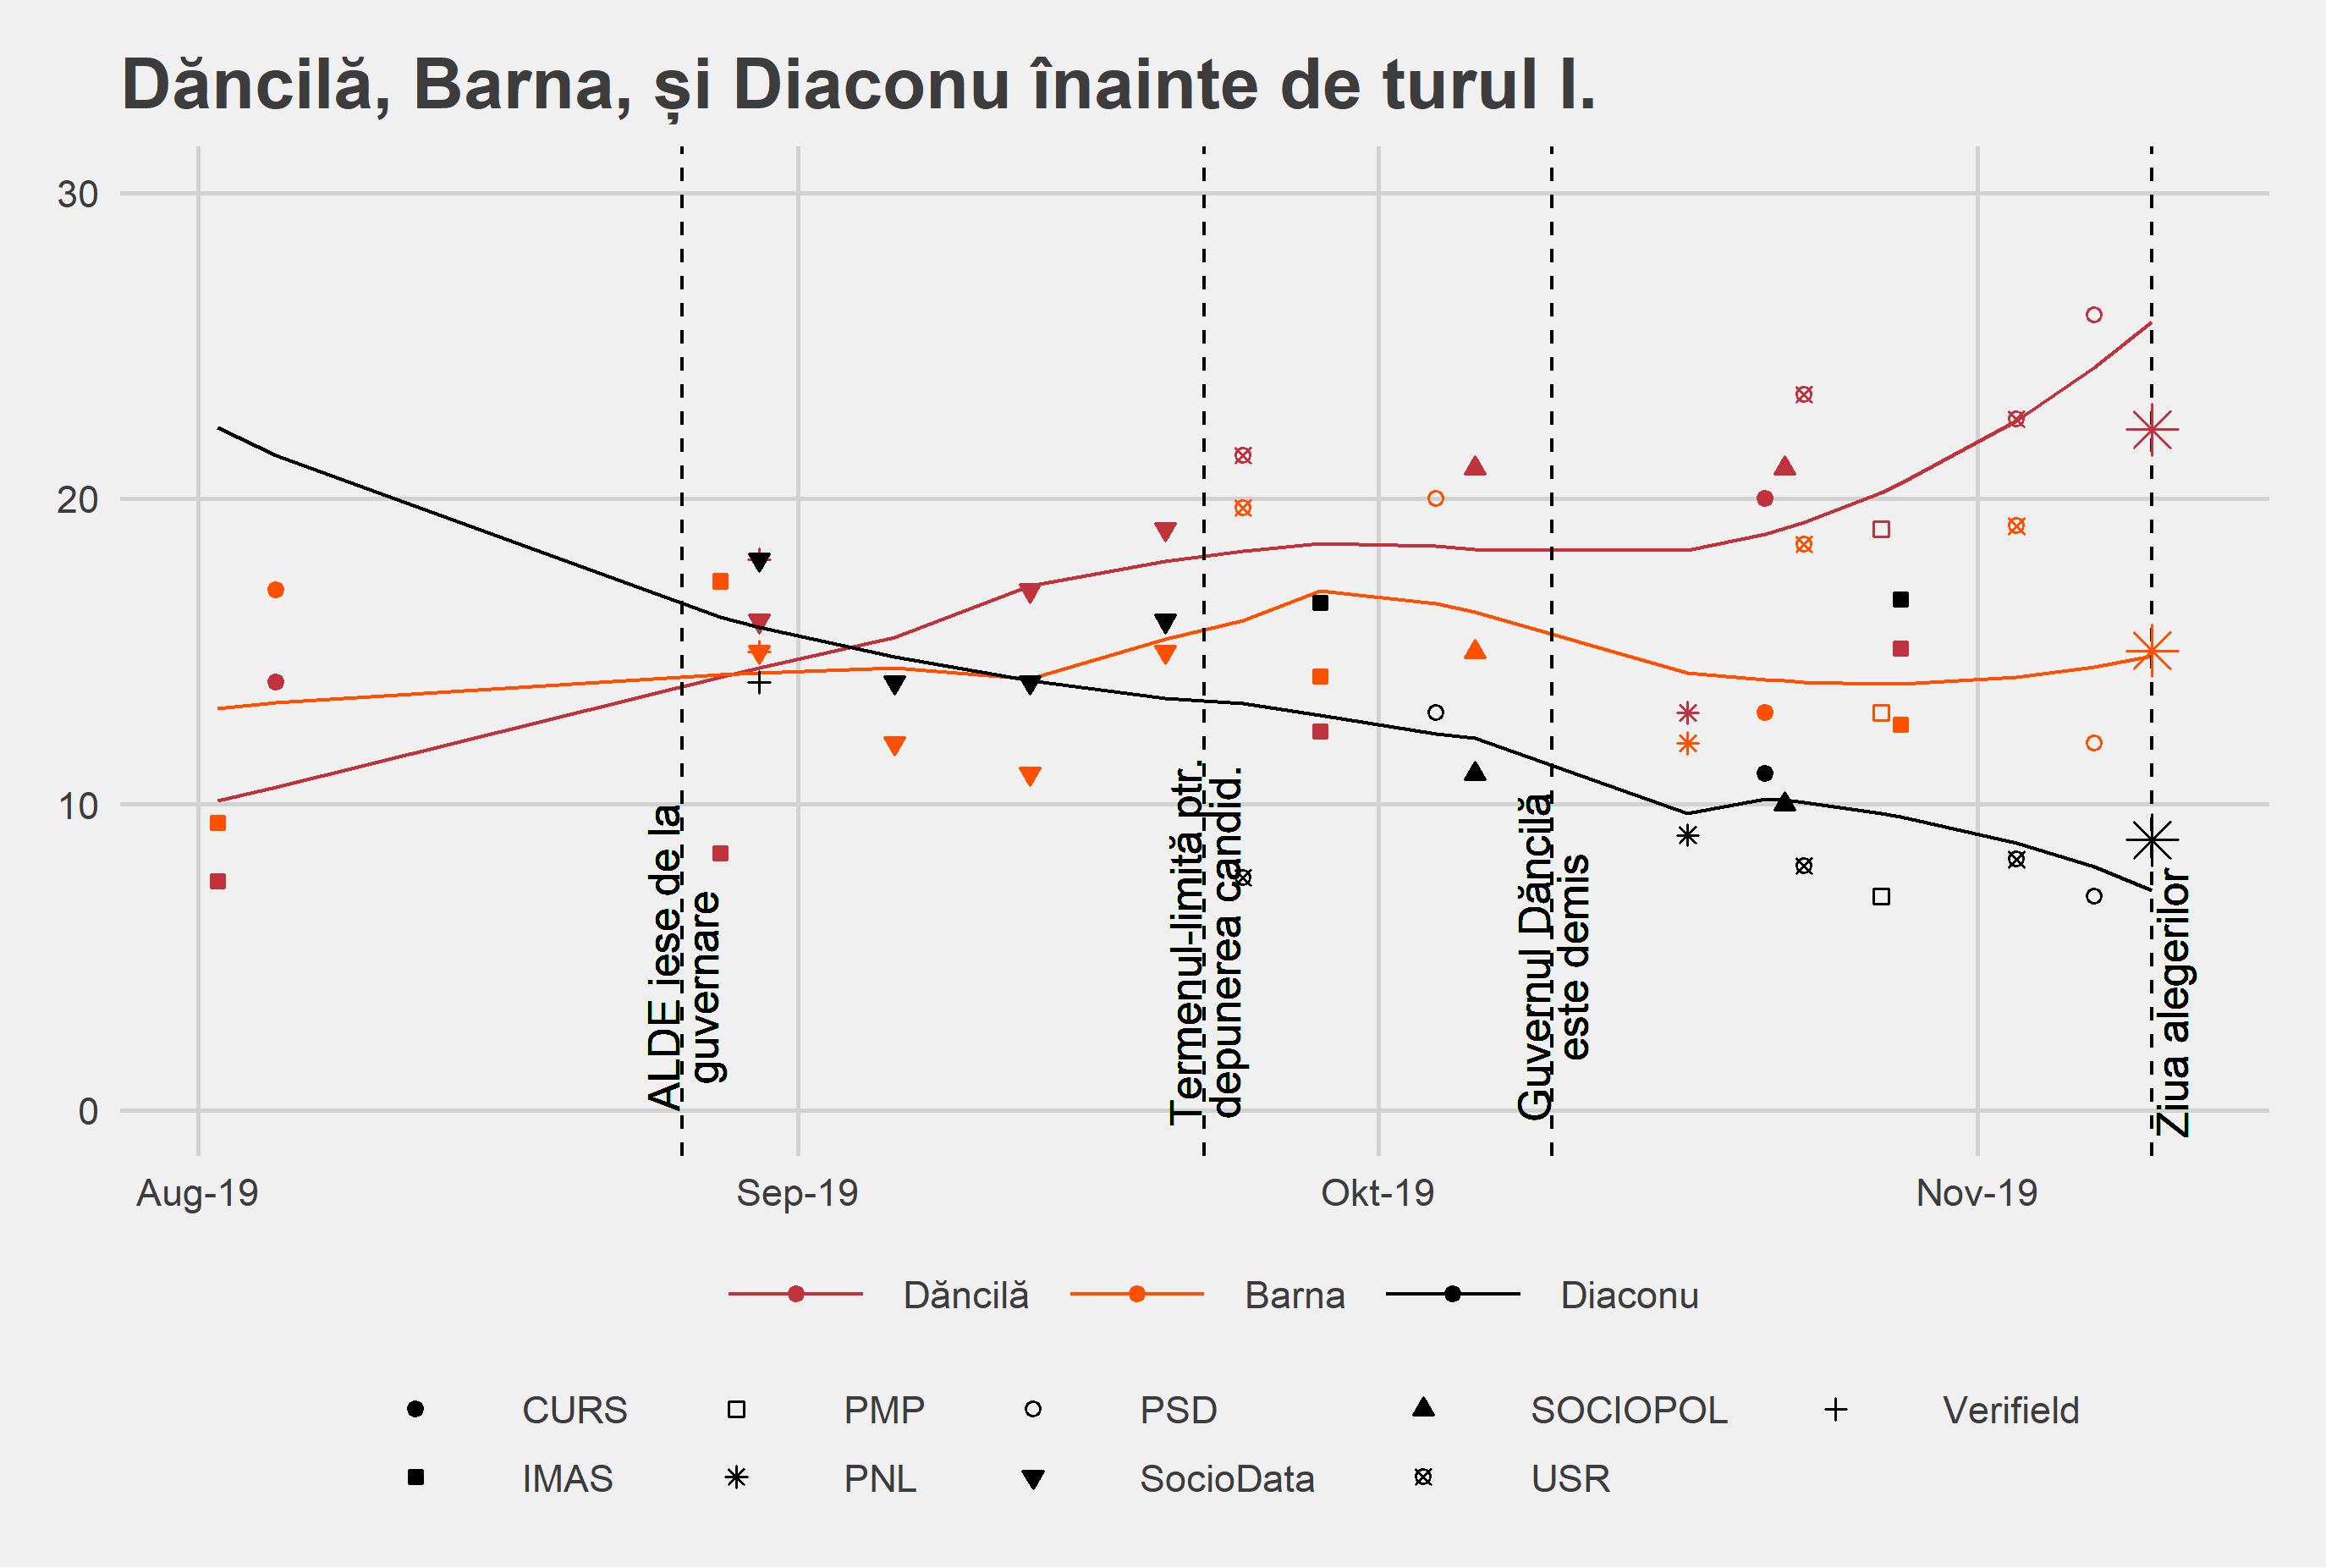 Dăncilă, Barna, și Diaconu înainte de turul I.
30
20
10
0
ALDE iese de la
guvernare
Termenul-limită ptr.
depunerea candid.
Guvernul Dăncilă
este demis
Ziua alegerilor
Aug-19
Sep-19
Okt-19
Nov-19
Dăncilă
Barna
Diaconu
CURS
PMP
PSD
SOCIOPOL
Verifield
IMAS
PNL
SocioData
USR